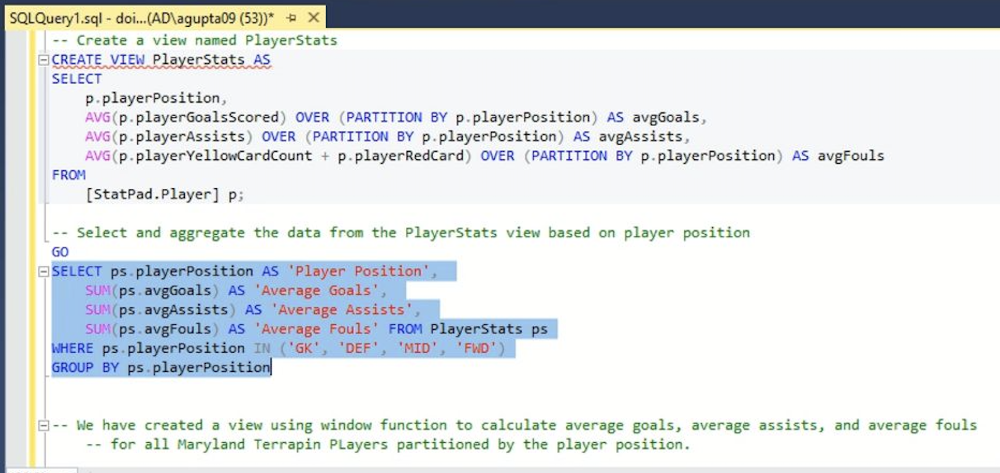 SQLQuery1.sql - doi...(AD\agupta09 (53))*
-- Create a view named PlayerStats
CREATE VIEW PlayerStats AS
SELECT
    p.playerPosition,
    AVG(p.playerGoalsScored) OVER (PARTITION BY p.playerPosition) AS avgGoals,
    AVG(p.playerAssists) OVER (PARTITION BY p.playerPosition) AS avgAssists,
    AVG(p.playerYellowCardCount + p.playerRedCard) OVER (PARTITION BY p.playerPosition) AS avgFouls
FROM
    [StatPad.Player] p;
-- Select and aggregate the data from the PlayerStats view based on player position
GO
SELECT ps.playerPosition AS 'Player Position',
    SUM(ps.avgGoals) AS 'Average Goals',
    SUM(ps.avgAssists) AS 'Average Assists',
    SUM(ps.avgFouls) AS 'Average Fouls' FROM PlayerStats ps
WHERE ps.playerPosition IN ('GK', 'DEF', 'MID', 'FWD')
GROUP BY ps.playerPosition
-- We have created a view using window function to calculate average goals, average assists, and average fouls
    -- for all Maryland Terrapin PLayers partitioned by the player position.